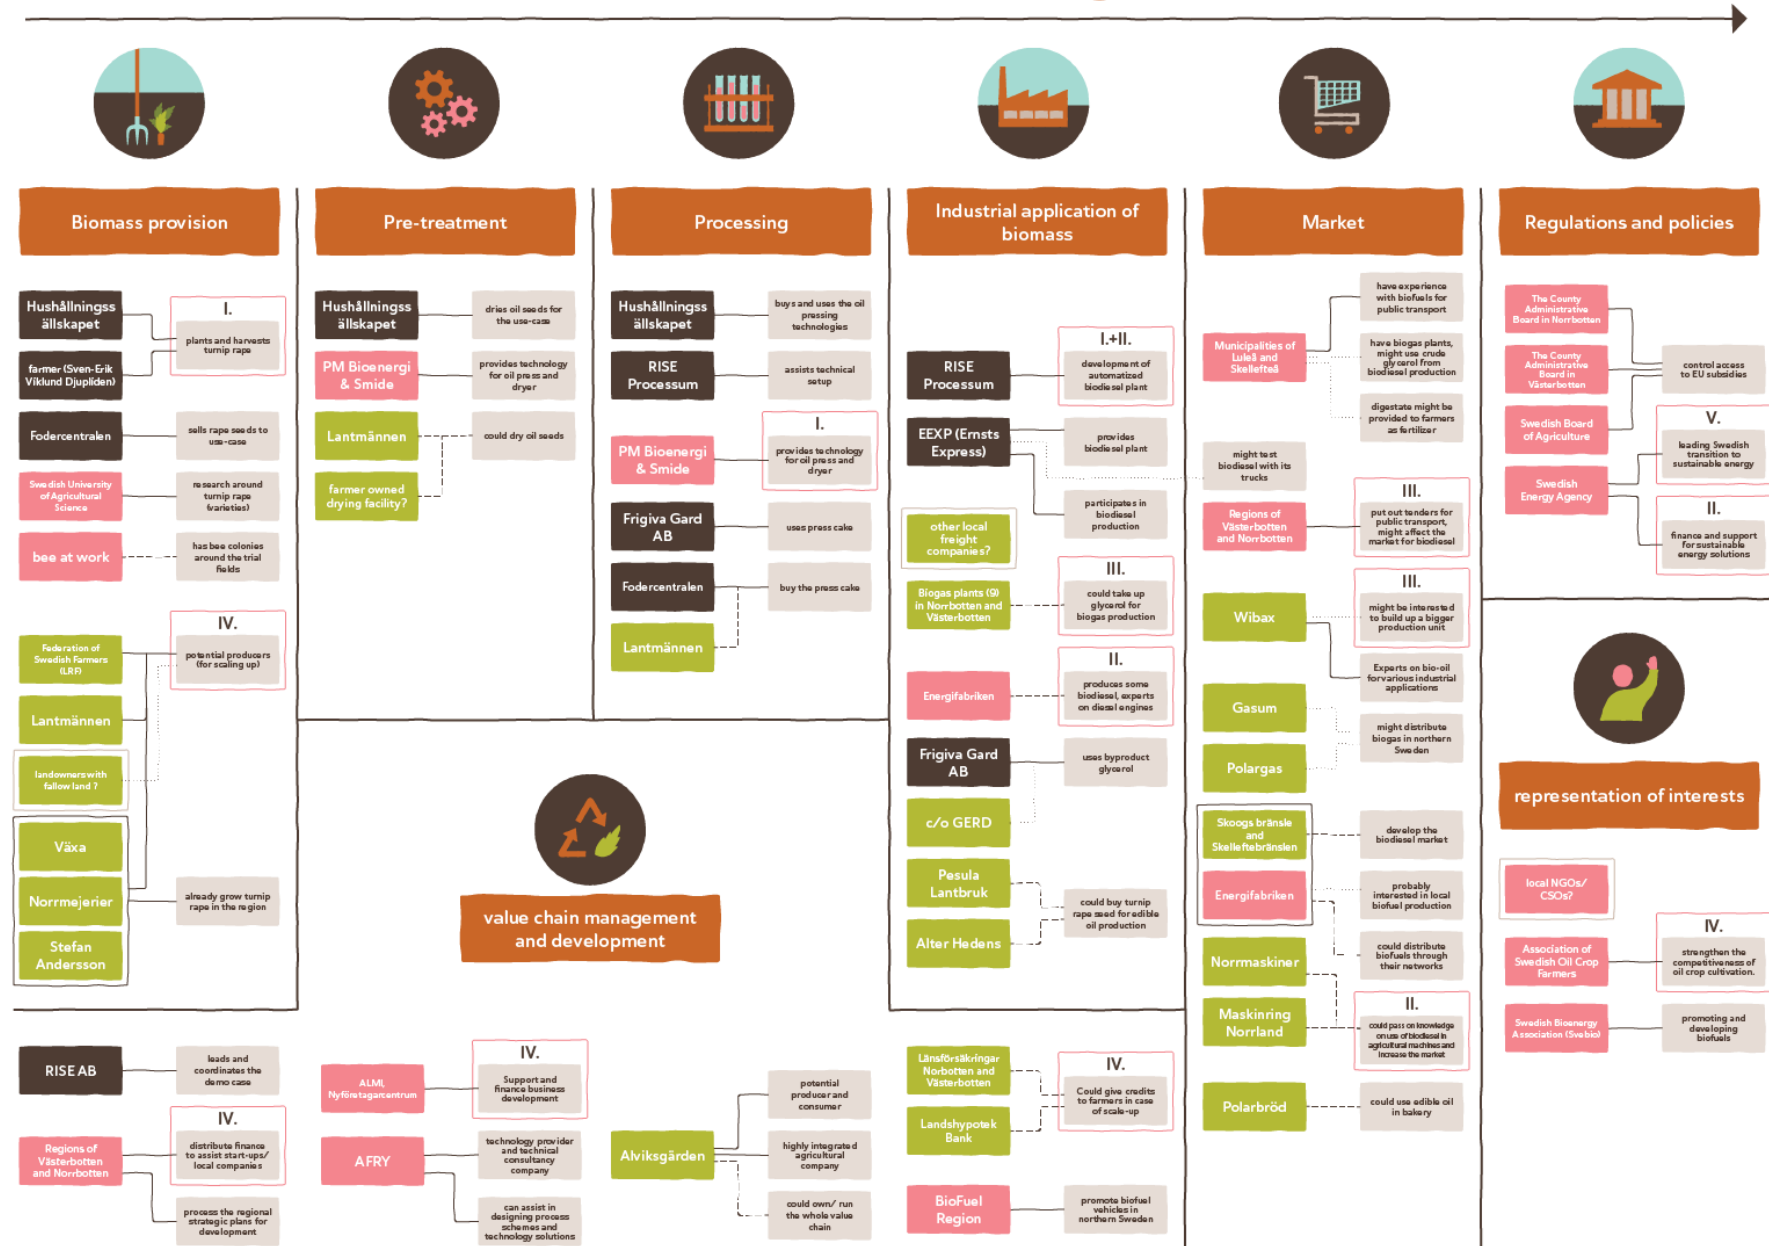 Biomass provision
Pre-treatment
Processing
Industrial application of
biomass
Market
Regulations and policies
Hushållningss
ällskapet
I.
plants and harvests
turnip rape
farmer (Sven-Erik
Viklund Djupliden)
Fodercentralen
sells rape seeds to
use-case
Swedish University
of Agricultural
Science
research around
turnip rape
(varieties)
bee at work
has bee colonies
around the trial
fields
Federation of
Swedish Farmers
(LRF)
IV.
potential producers
(for scaling up)
Lantmännen
landowners with
fallow land ?
Växa
Norrmejerier
already grow turnip
rape in the region
Stefan
Andersson
Hushållningss
ällskapet
dries oil seeds for
the use-case
PM Bioenergi
& Smide
provides technology
for oil press and
dryer
Lantmännen
could dry oil seeds
farmer owned
drying facility?
Hushållningss
ällskapet
buys and uses the oil
pressing
technologies
RISE
Processum
assists technical
setup
PM Bioenergi
& Smide
I.
provides technology
for oil press and
dryer
Frigiva Gard
AB
uses press cake
Fodercentralen
buy the press cake
Lantmännen
RISE
Processum
I.+II.
development of
automatized
biodiesel plant
EEXP (Ernsts
Express)
provides
biodiesel plant
participates in
biodiesel
production
other local
freight
companies?
Biogas plants (9)
in Norrbotten and
Västerbotten
III.
could take up
glycerol for
biogas production
Energifabriken
II.
produces some
biodiesel, experts
on diesel engines
Frigiva Gard
AB
uses byproduct
glycerol
c/o GERD
Pesula
Lantbruk
could buy turnip
rape seed for edible
oil production
Alter Hedens
Municipalities of
Luleå and
Skellefteå
have experience
with biofuels for
public transport
have biogas plants,
might use crude
glycerol from
biodiesel production
digestate might be
provided to farmers
as fertilizer
might test
biodiesel with its
trucks
Regions of
Västerbotten
and Norrbotten
III.
put out tenders for
public transport,
might affect the
market for biodiesel
Wibax
III.
might be interested
to build up a bigger
production unit
Experts on bio-oil
for various industrial
applications
Gasum
might distribute
biogas in northern
Sweden
Polargas
Skoogs bränsle
and
Skelleftebränslen
develop the
biodiesel market
Energifabriken
probably
interested in local
biofuel production
could distribute
biofuels through
their networks
Norrmaskiner
Maskinring
Norrland
II.
could pass on knowledge
on use of biodiesel in
agricultural machines and
increase the market
Polarbröd
could use edible oil
in bakery
The County
Administrative
Board in Norrbotten
The County
Administrative
Board in
Västerbotten
control access
to EU subsidies
Swedish Board
of Agriculture
V.
leading Swedish
transition to
sustainable energy
Swedish
Energy Agency
II.
finance and support
for sustainable
energy solutions
representation of interests
local NGOs/
CSOs?
Association of
Swedish Oil Crop
Farmers
IV.
strengthen the
competitiveness of
oil crop cultivation.
Swedish Bioenergy
Association (Svebio)
promoting and
developing
biofuels
value chain management
and development
RISE AB
leads and
coordinates the
demo case
Regions of
Västerbotten
and Norrbotten
IV.
distribute finance
to assist start-ups/
local companies
process the regional
strategic plans for
development
ALMI,
Nyföretagarcentrum
IV.
Support and
finance business
development
AFRY
technology provider
and technical
consultancy
company
can assist in
designing process
schemes and
technology solutions
Alviksgården
potential
producer and
consumer
highly integrated
agricultural
company
could own/ run
the whole value
chain
Länsförsäkringar
Norbotten and
Västerbotten
IV.
Could give credits
to farmers in case
of scale-up
Landshypotek
Bank
BioFuel
Region
promote biofuel
vehicles in
northern Sweden